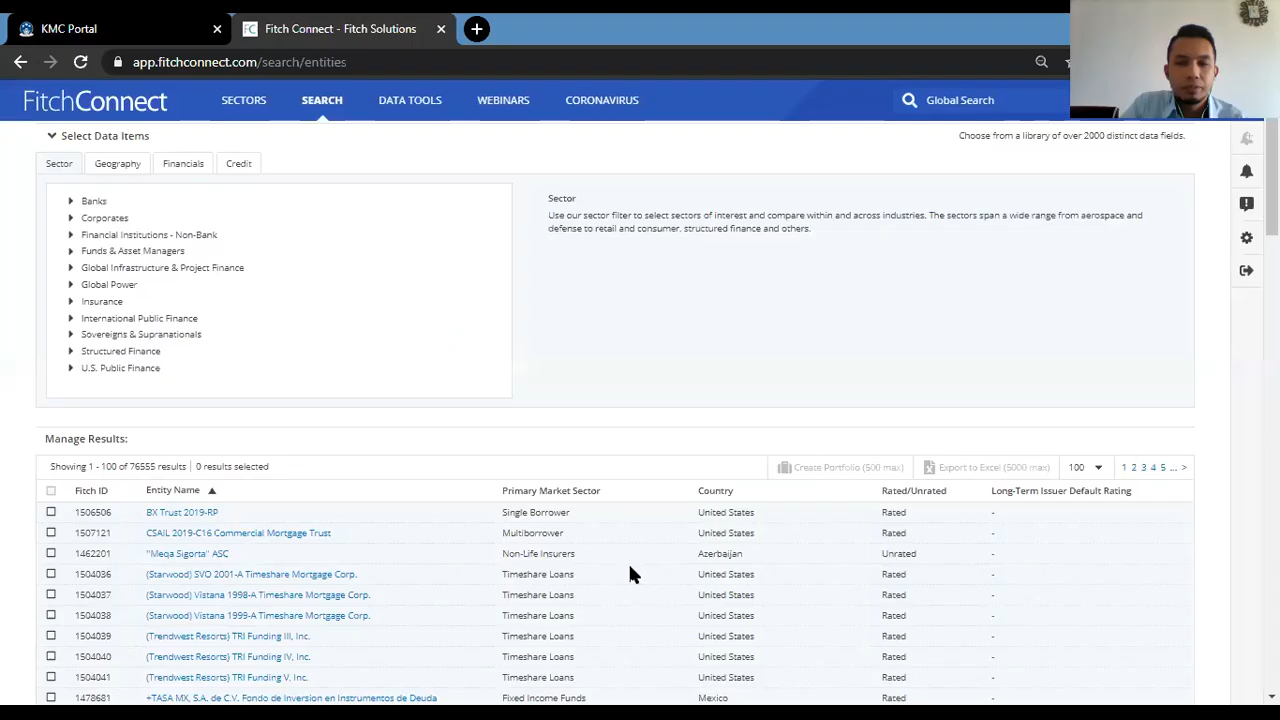 KMC Portal
FC Fitch Connect - Fitch Solutions
app.fitchconnect.com/search/entities
FitchConnect SECTORS SEARCH DATA TOOLS WEBINARS CORONAVIRUS Global Search
Select Data Items
Choose from a library of over 2000 distinct data fields.
Sector Geography Financials Credit
Banks
Corporates
Financial Institutions - Non-Bank
Funds & Asset Managers
Global Infrastructure & Project Finance
Global Power
Insurance
International Public Finance
Sovereigns & Supranationals
Structured Finance
U.S. Public Finance
Sector
Use our sector filter to select sectors of interest and compare within and across industries. The sectors span a wide range from aerospace and
defense to retail and consumer, structured finance and others.
Manage Results:
Showing 1 - 100 of 76555 results | 0 results selected Create Portfolio (500 max) Export to Excel (5000 max) 100 1 2 3 4 5 ... >
Fitch ID Entity Name Primary Market Sector Country Rated/Unrated Long-Term Issuer Default Rating
1506506 BX Trust 2019-RP Single Borrower United States Rated -
1507121 CSAIL 2019-C16 Commercial Mortgage Trust Multiborrower United States Rated -
1462201 "Meqa Sigorta" ASC Non-Life Insurers Azerbaijan Unrated -
1504036 (Starwood) SVO 2001-A Timeshare Mortgage Corp. Timeshare Loans United States Rated -
1504037 (Starwood) Vistana 1998-A Timeshare Mortgage Corp. Timeshare Loans United States Rated -
1504038 (Starwood) Vistana 1999-A Timeshare Mortgage Corp. Timeshare Loans United States Rated -
1504039 (Trendwest Resorts) TRI Funding III, Inc. Timeshare Loans United States Rated -
1504040 (Trendwest Resorts) TRI Funding IV, Inc. Timeshare Loans United States Rated -
1504041 (Trendwest Resorts) TRI Funding V, Inc. Timeshare Loans United States Rated -
1478681 +TASA MX, S.A. de C.V. Fondo de Inversion en Instrumentos de Deuda Fixed Income Funds Mexico Rated -